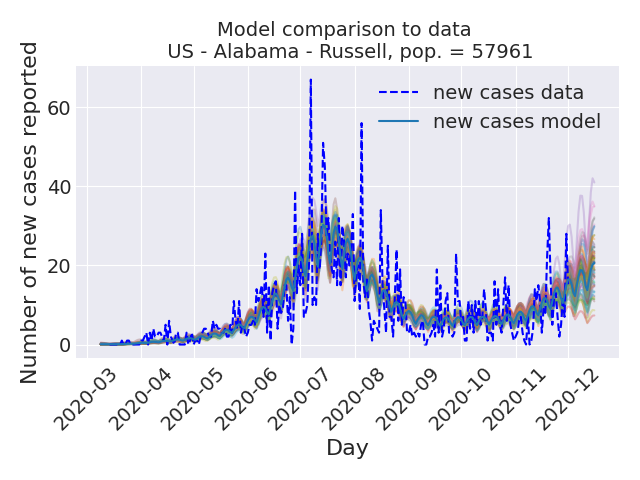 Model comparison to data
US - Alabama - Russell, pop. = 57961
Number of new cases reported
60
40
20
0
new cases data
new cases model
2020-03
2020-04
2020-05
2020-06
2020-07
2020-08
2020-09
2020-10
2020-11
2020-12
Day